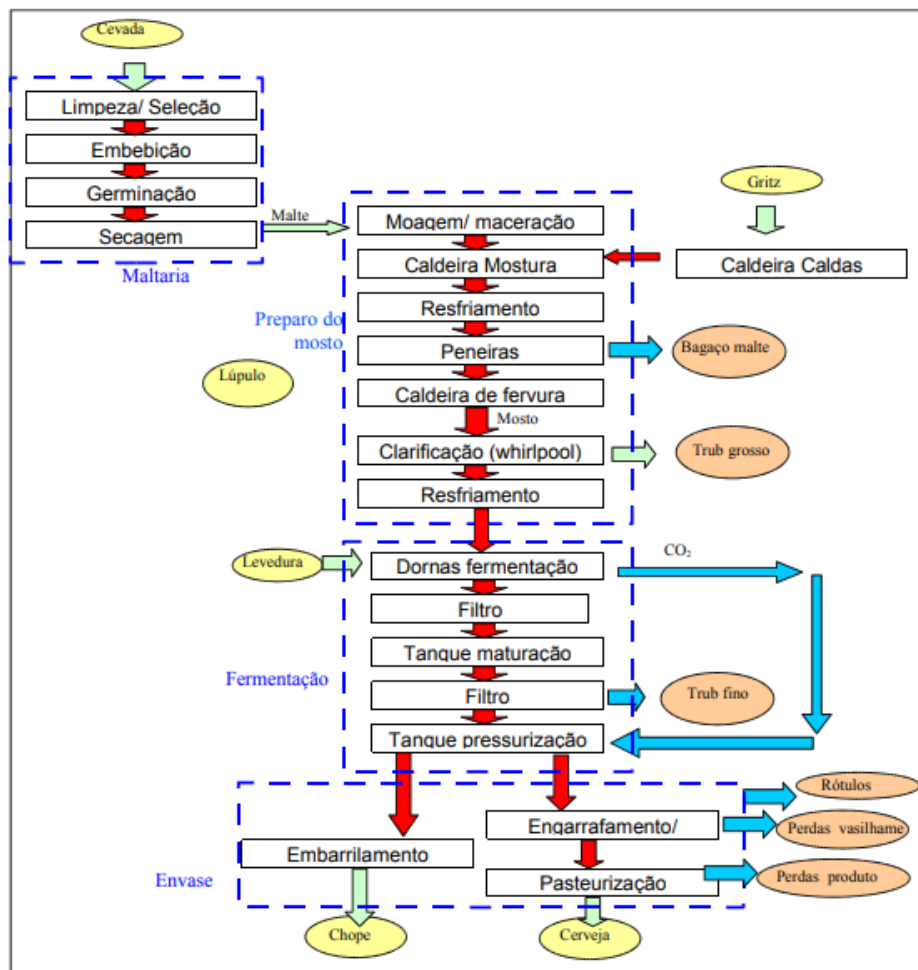 Cevada
Limpeza/ Seleção
Embebição
Germinação
Secagem
Maltaria
Malte
Gritz
Moagem/ maceração
Caldeira Mostura
Caldeira Caldas
Resfriamento
Preparo do
mosto
Peneiras
Bagaço malte
Lúpulo
Caldeira de fervura
Mosto
Clarificação (whirlpool)
Trub grosso
Resfriamento
Levedura
Dornas fermentação
CO₂
Filtro
Tanque maturação
Fermentação
Filtro
Trub fino
Tanque pressurização
Rótulos
Engarrafamento/
Perdas vasilhame
Embarrilamento
Envase
Pasteurização
Perdas produto
Chope
Cerveja